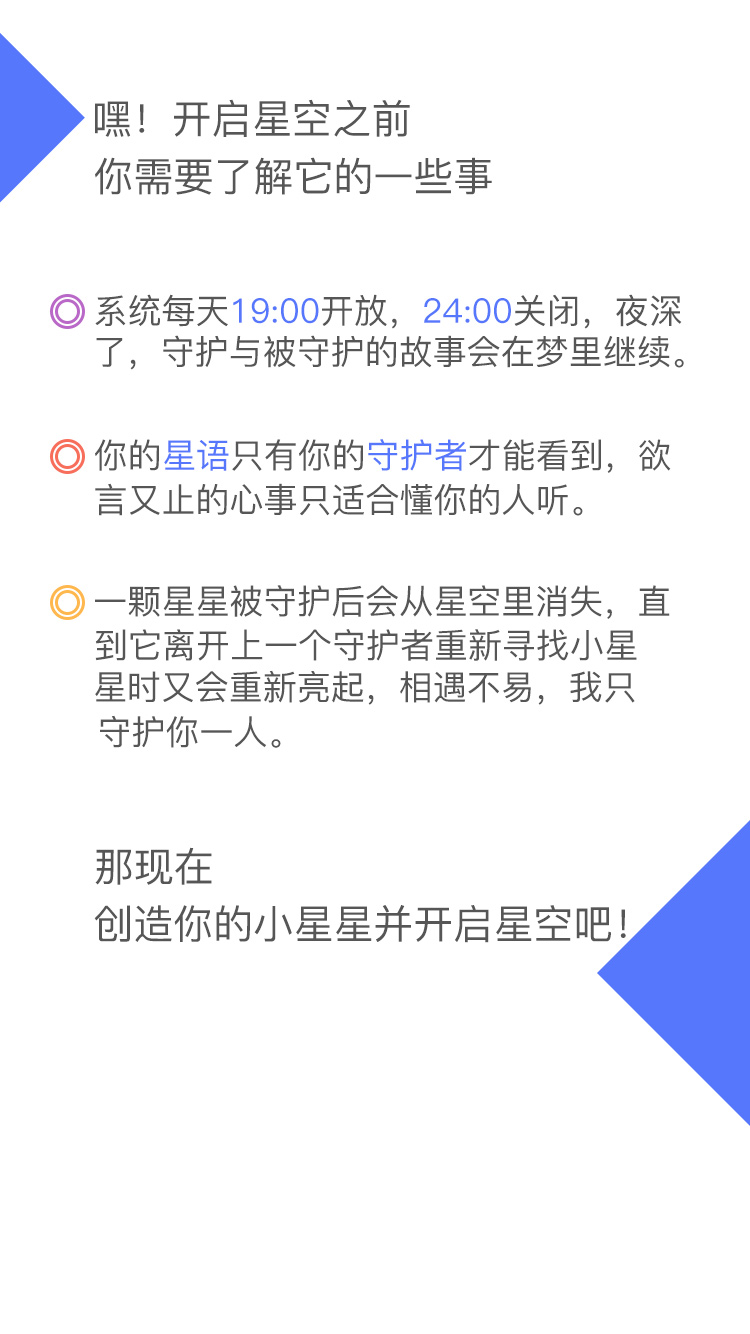 嘿！开启星空之前
你需要了解它的一些事
系统每天19:00开放，24:00关闭，夜深
了，守护与被守护的故事会在梦里继续。
你的星语只有你的守护者才能看到，欲
言又止的心事只适合懂你的人听。
一颗星星被守护后会从星空里消失，直
到它离开上一个守护者重新寻找小星
星时又会重新亮起，相遇不易，我只
守护你一人。
那现在
创造你的小星星并开启星空吧！